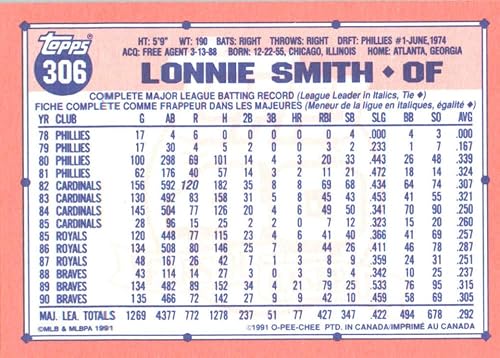 topps
306
HT: 5'9" WT: 190 BATS: RIGHT THROWS: RIGHT DRFT: PHILLIES #1-JUNE, 1974
ACQ: FREE AGENT 3-13-88 BORN: 12-22-55, CHICAGO, ILLINOIS HOME: ATLANTA, GEORGIA
LONNIE SMITH ◆ OF
COMPLETE MAJOR LEAGUE BATTING RECORD (League Leader in Italics, Tie ◆)
FICHE COMPLÈTE COMME FRAPPEUR DANS LES MAJEURES (Meneur de la ligue en italiques, égalité ◆)
YR CLUB G AB R H 2B 3B HR RBI SB SLG BB SO AVG
78 PHILLIES 17 4 6 0 0 0 0 0 4 .000 4 3 .000
79 PHILLIES 17 30 4 5 2 0 0 3 2 .233 1 7 .167
80 PHILLIES 100 298 69 101 14 4 3 20 33 .443 26 48 .339
81 PHILLIES 62 176 40 57 14 3 2 11 21 .472 18 14 .324
82 CARDINALS 156 592 120 182 35 8 8 69 68 .434 64 74 .307
83 CARDINALS 130 492 83 158 31 5 8 45 43 .453 41 55 .321
84 CARDINALS 145 504 77 126 20 4 6 49 50 .341 70 90 .250
85 CARDINALS 28 96 15 25 2 2 0 7 12 .323 15 20 .260
85 ROYALS 120 448 77 115 23 4 6 41 40 .366 41 69 .257
86 ROYALS 134 508 80 146 25 7 8 44 26 .411 46 78 .287
87 ROYALS 48 167 26 42 7 1 3 8 9 .359 24 31 .251
88 BRAVES 43 114 14 27 3 0 3 9 4 .342 10 25 .237
89 BRAVES 134 482 89 152 34 4 21 79 25 .533 76 95 .315
90 BRAVES 135 466 72 142 27 9 9 42 10 .459 58 69 .305
MAJ. LEA. TOTALS 1269 4377 772 1278 237 51 77 427 347 .422 494 678 .292
©MLB & MLBPA 1991 ©1991 O-PEE-CHEE PTD. IN CANADA/IMPRIMÉ AU CANADA